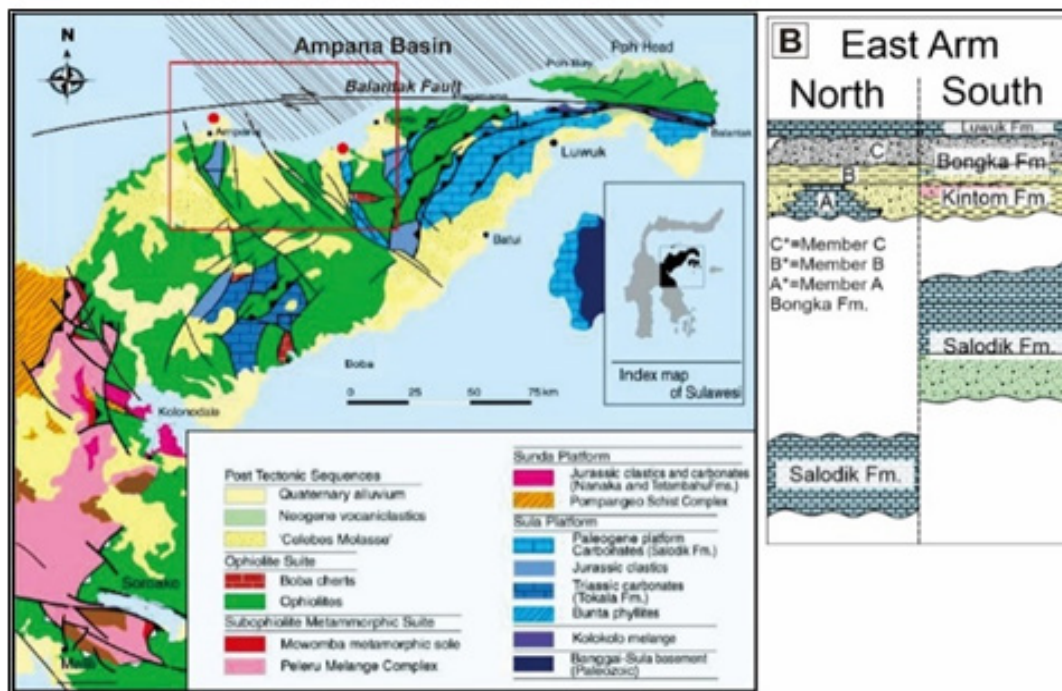 N
Ampana Basin
Poh Head
Poh Bay
Balantak Fault
Ampana
Balantak
Luwuk
Batui
Boba
Kolonodale
Soroako
0 25 50 75 km
Index map
of Sulawesi
Post Tectonic Sequences
Quaternary alluvium
Neogene vocaniclastics
'Celebes Molasse'
Ophiolite Suite
Boba cherts
Ophiolites
Subophiolite Metammorphic Suite
Mowomba metamorphic sole
Peleru Melange Complex
Sunda Platform
Jurassic clastics and carbonates
(Nanaka and Tetambahu Fms.)
Pompangeo Schist Complex
Sula Platform
Paleogene platform
Carbonates (Salodik Fm.)
Jurassic clastics
Triassic carbonates
(Tokala Fm.)
Bunta phyllites
Kolokolo melange
Banggai-Sula basement
(Paleozoic)
B
East Arm
North South
Luwuk Fm.
C
Bongka Fm
B
A
Kintom Fm.
C*=Member C
B*=Member B
A*=Member A
Bongka Fm.
Salodik Fm.
Salodik Fm.